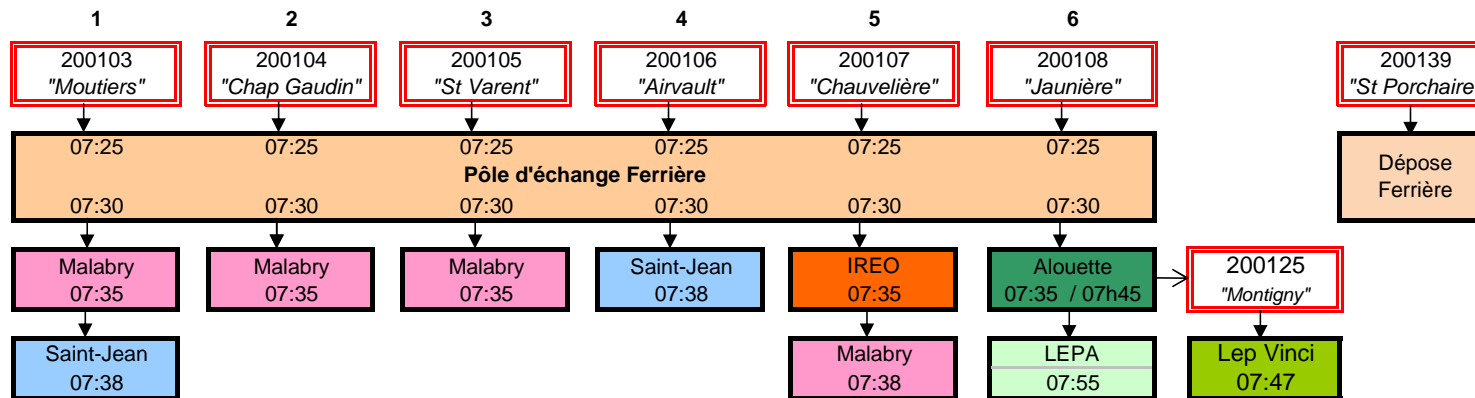 1 2 3 4 5 6
200103 200104 200105 200106 200107 200108 200139
"Moutiers" "Chap Gaudin" "St Varent" "Airvault" "Chauvelière" "Jaunière" "St Porchaire
07:25 07:25 07:25 07:25 07:25 07:25
Pôle d'échange Ferrière
07:30 07:30 07:30 07:30 07:30 07:30
Dépose
Ferrière
Malabry Malabry Malabry Saint-Jean IREO Alouette 200125
07:35 07:35 07:35 07:38 07:35 07:35 / 07h45 "Montigny"
Saint-Jean Malabry LEPA Lep Vinci
07:38 07:38 07:55 07:47